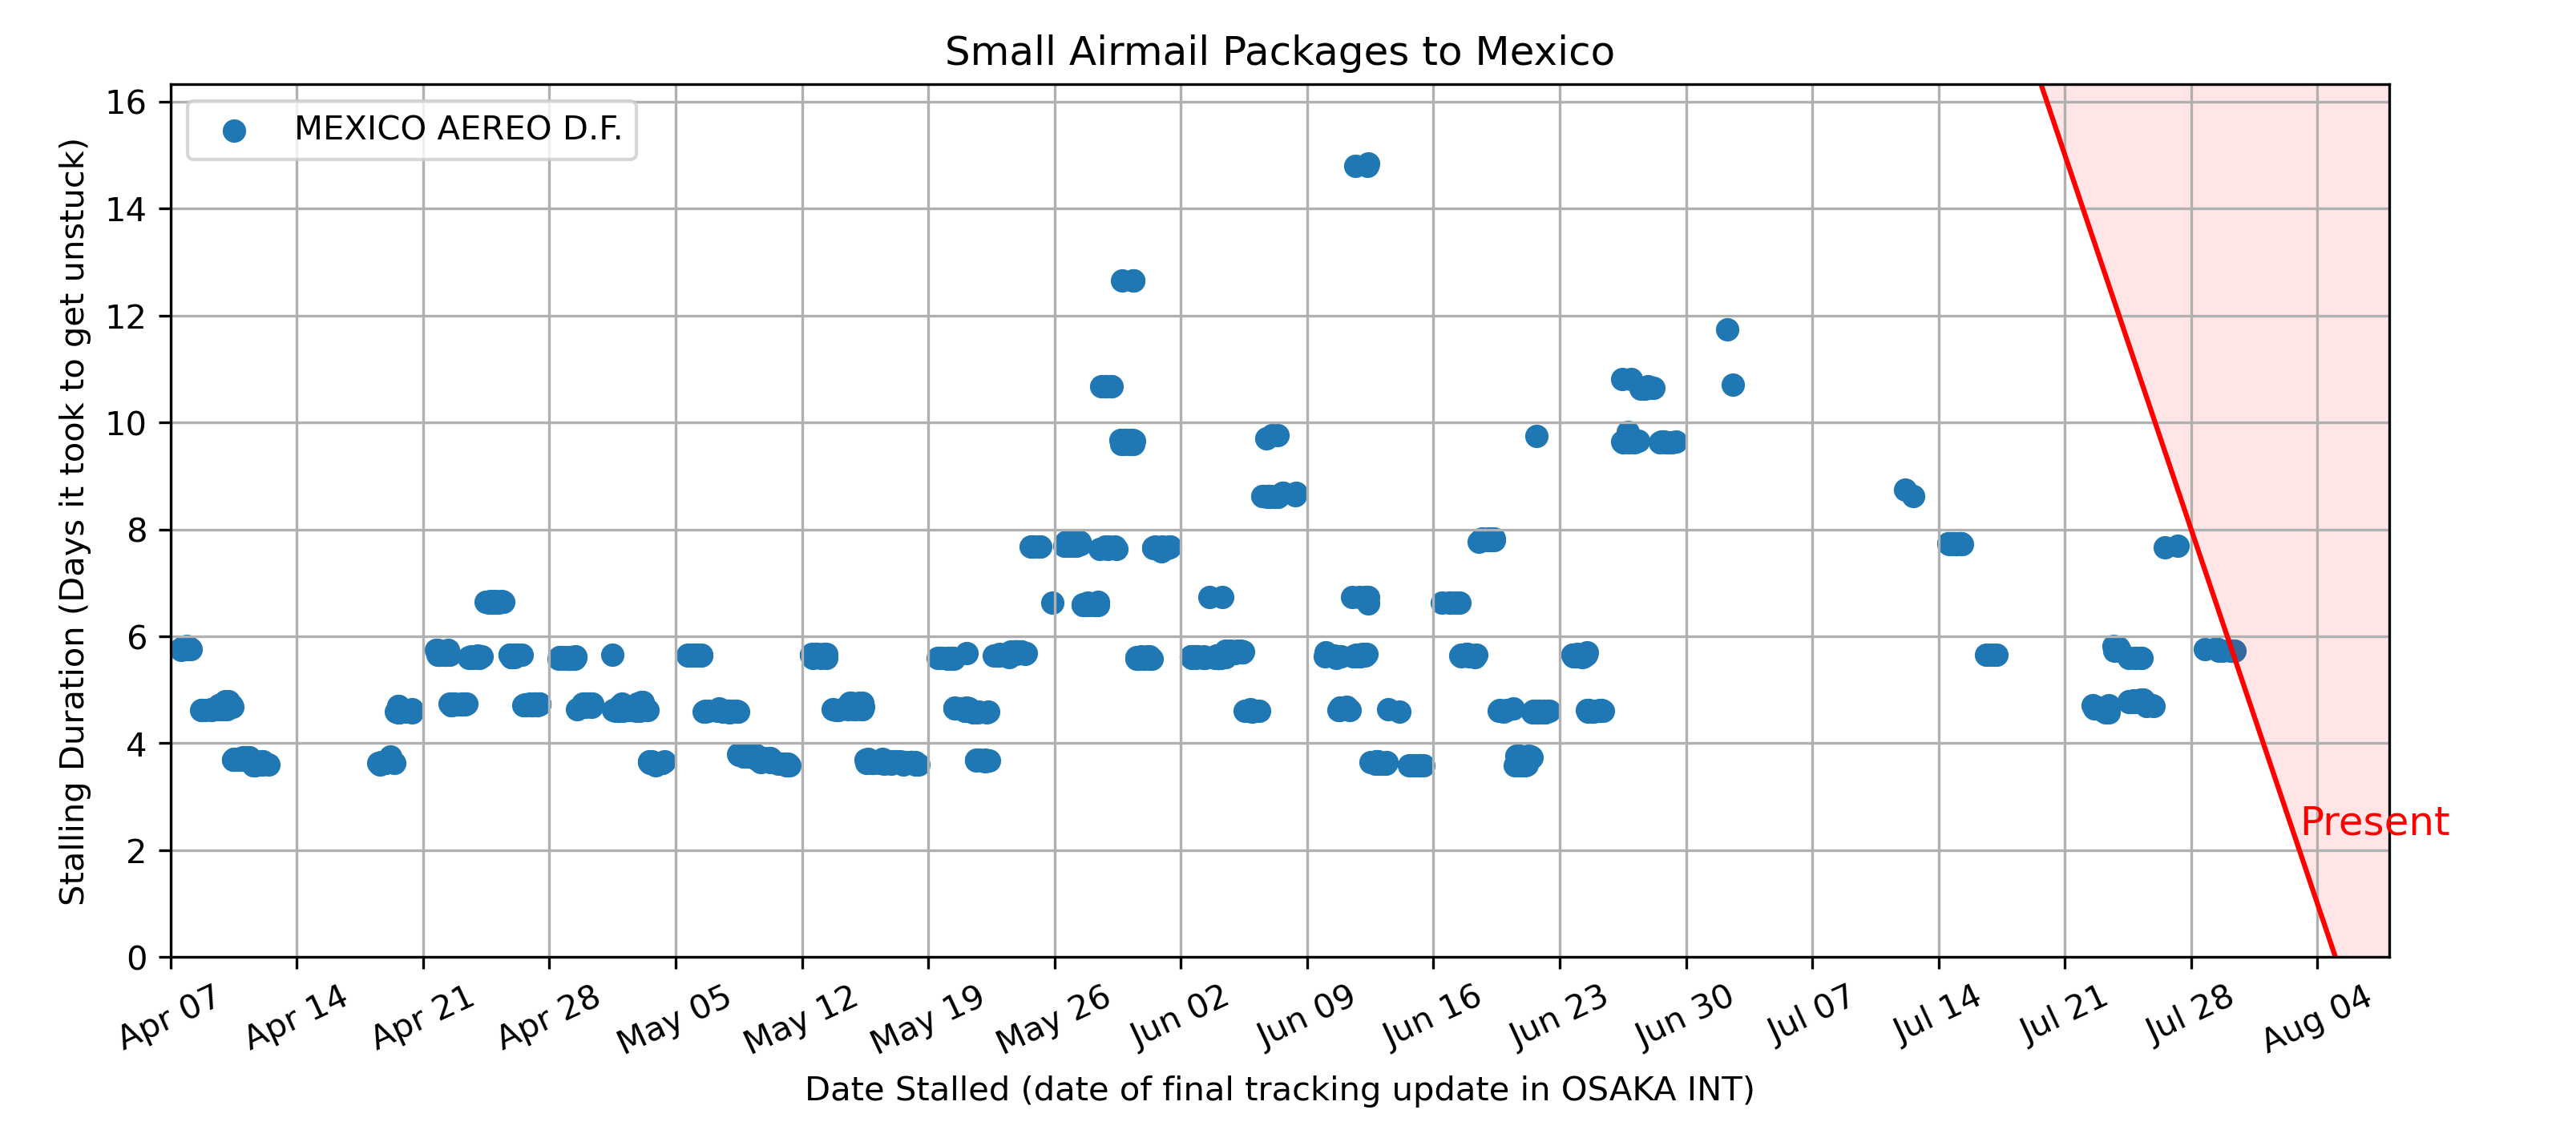 Small Airmail Packages to Mexico
MEXICO AEREO D.F.
Stalling Duration (Days it took to get unstuck)
16
14
12
10
8
6
4
2
0
Present
Apr 07
Apr 14
Apr 21
Apr 28
May 05
May 12
May 19
May 26
Jun 02
Jun 09
Jun 16
Jun 23
Jun 30
Jul 07
Jul 14
Jul 21
Jul 28
Aug 04
Date Stalled (date of final tracking update in OSAKA INT)